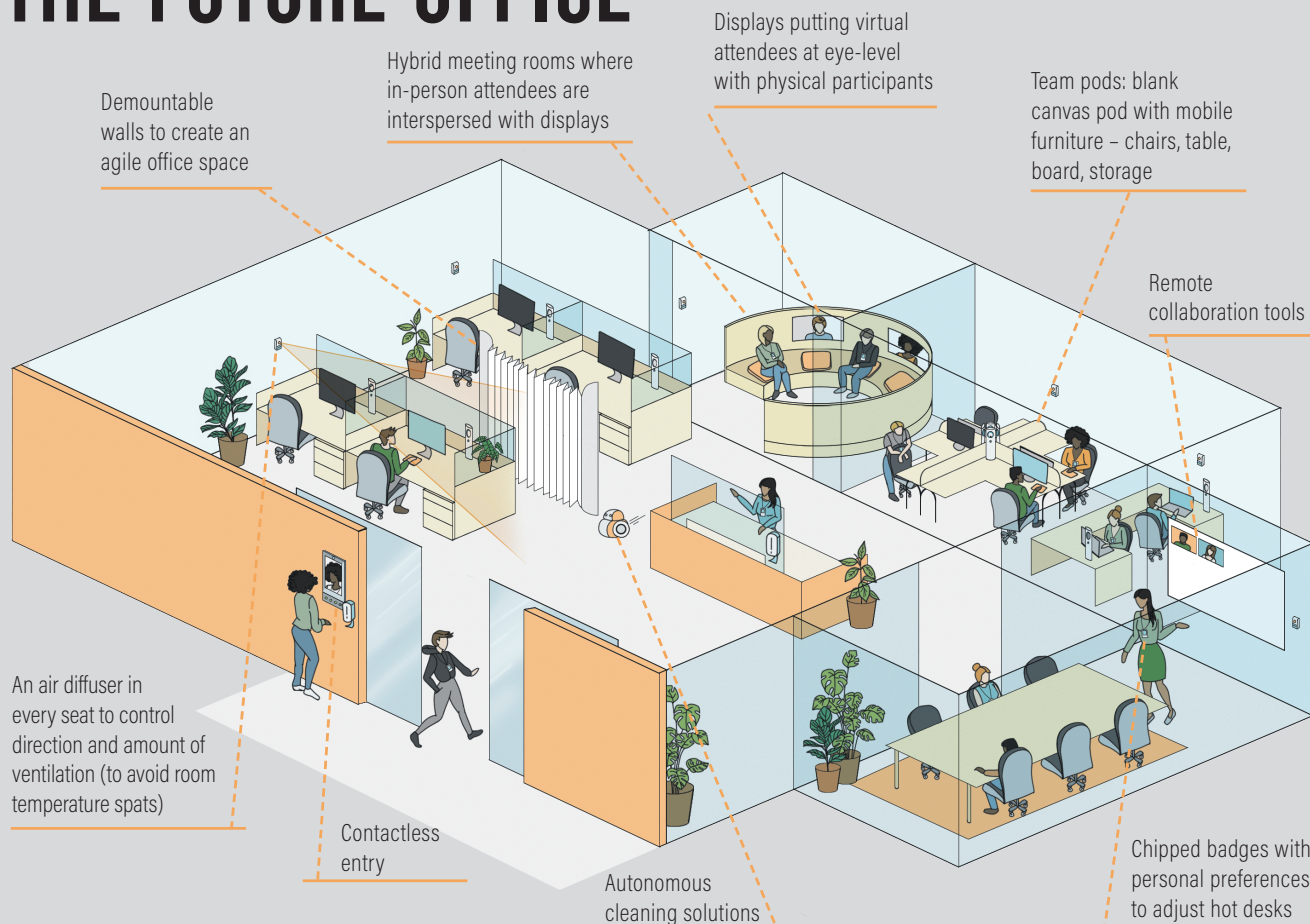 THE FUTURE OFFICE
Displays putting virtual
attendees at eye-level
with physical participants
Hybrid meeting rooms where
in-person attendees are
interspersed with displays
Demountable
walls to create an
agile office space
Team pods: blank
canvas pod with mobile
furniture – chairs, table,
board, storage
Remote
collaboration tools
An air diffuser in
every seat to control
direction and amount of
ventilation (to avoid room
temperature spats)
Contactless
entry
Autonomous
cleaning solutions
Chipped badges with
personal preferences
to adjust hot desks